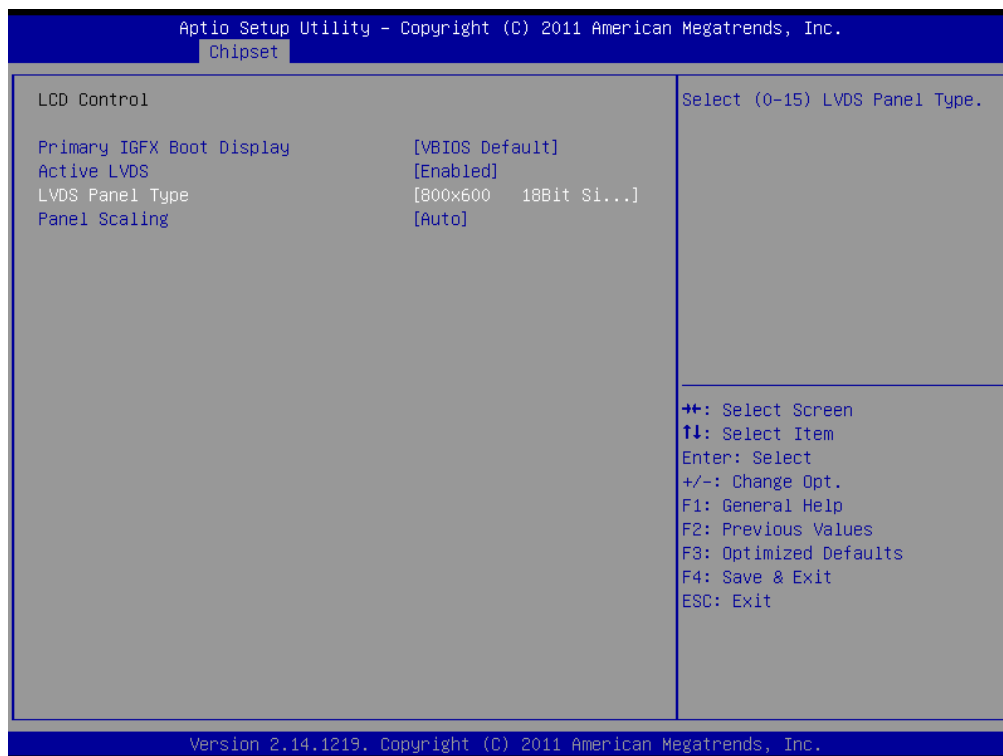 Aptio Setup Utility – Copyright (C) 2011 American Megatrends, Inc.
Chipset
LCD Control
Primary IGFX Boot Display [VBIOS Default]
Active LVDS [Enabled]
LVDS Panel Type [800x600 18Bit Si...]
Panel Scaling [Auto]
Select (0-15) LVDS Panel Type.
→←: Select Screen
↑↓: Select Item
Enter: Select
+/-: Change Opt.
F1: General Help
F2: Previous Values
F3: Optimized Defaults
F4: Save & Exit
ESC: Exit
Version 2.14.1219. Copyright (C) 2011 American Megatrends, Inc.